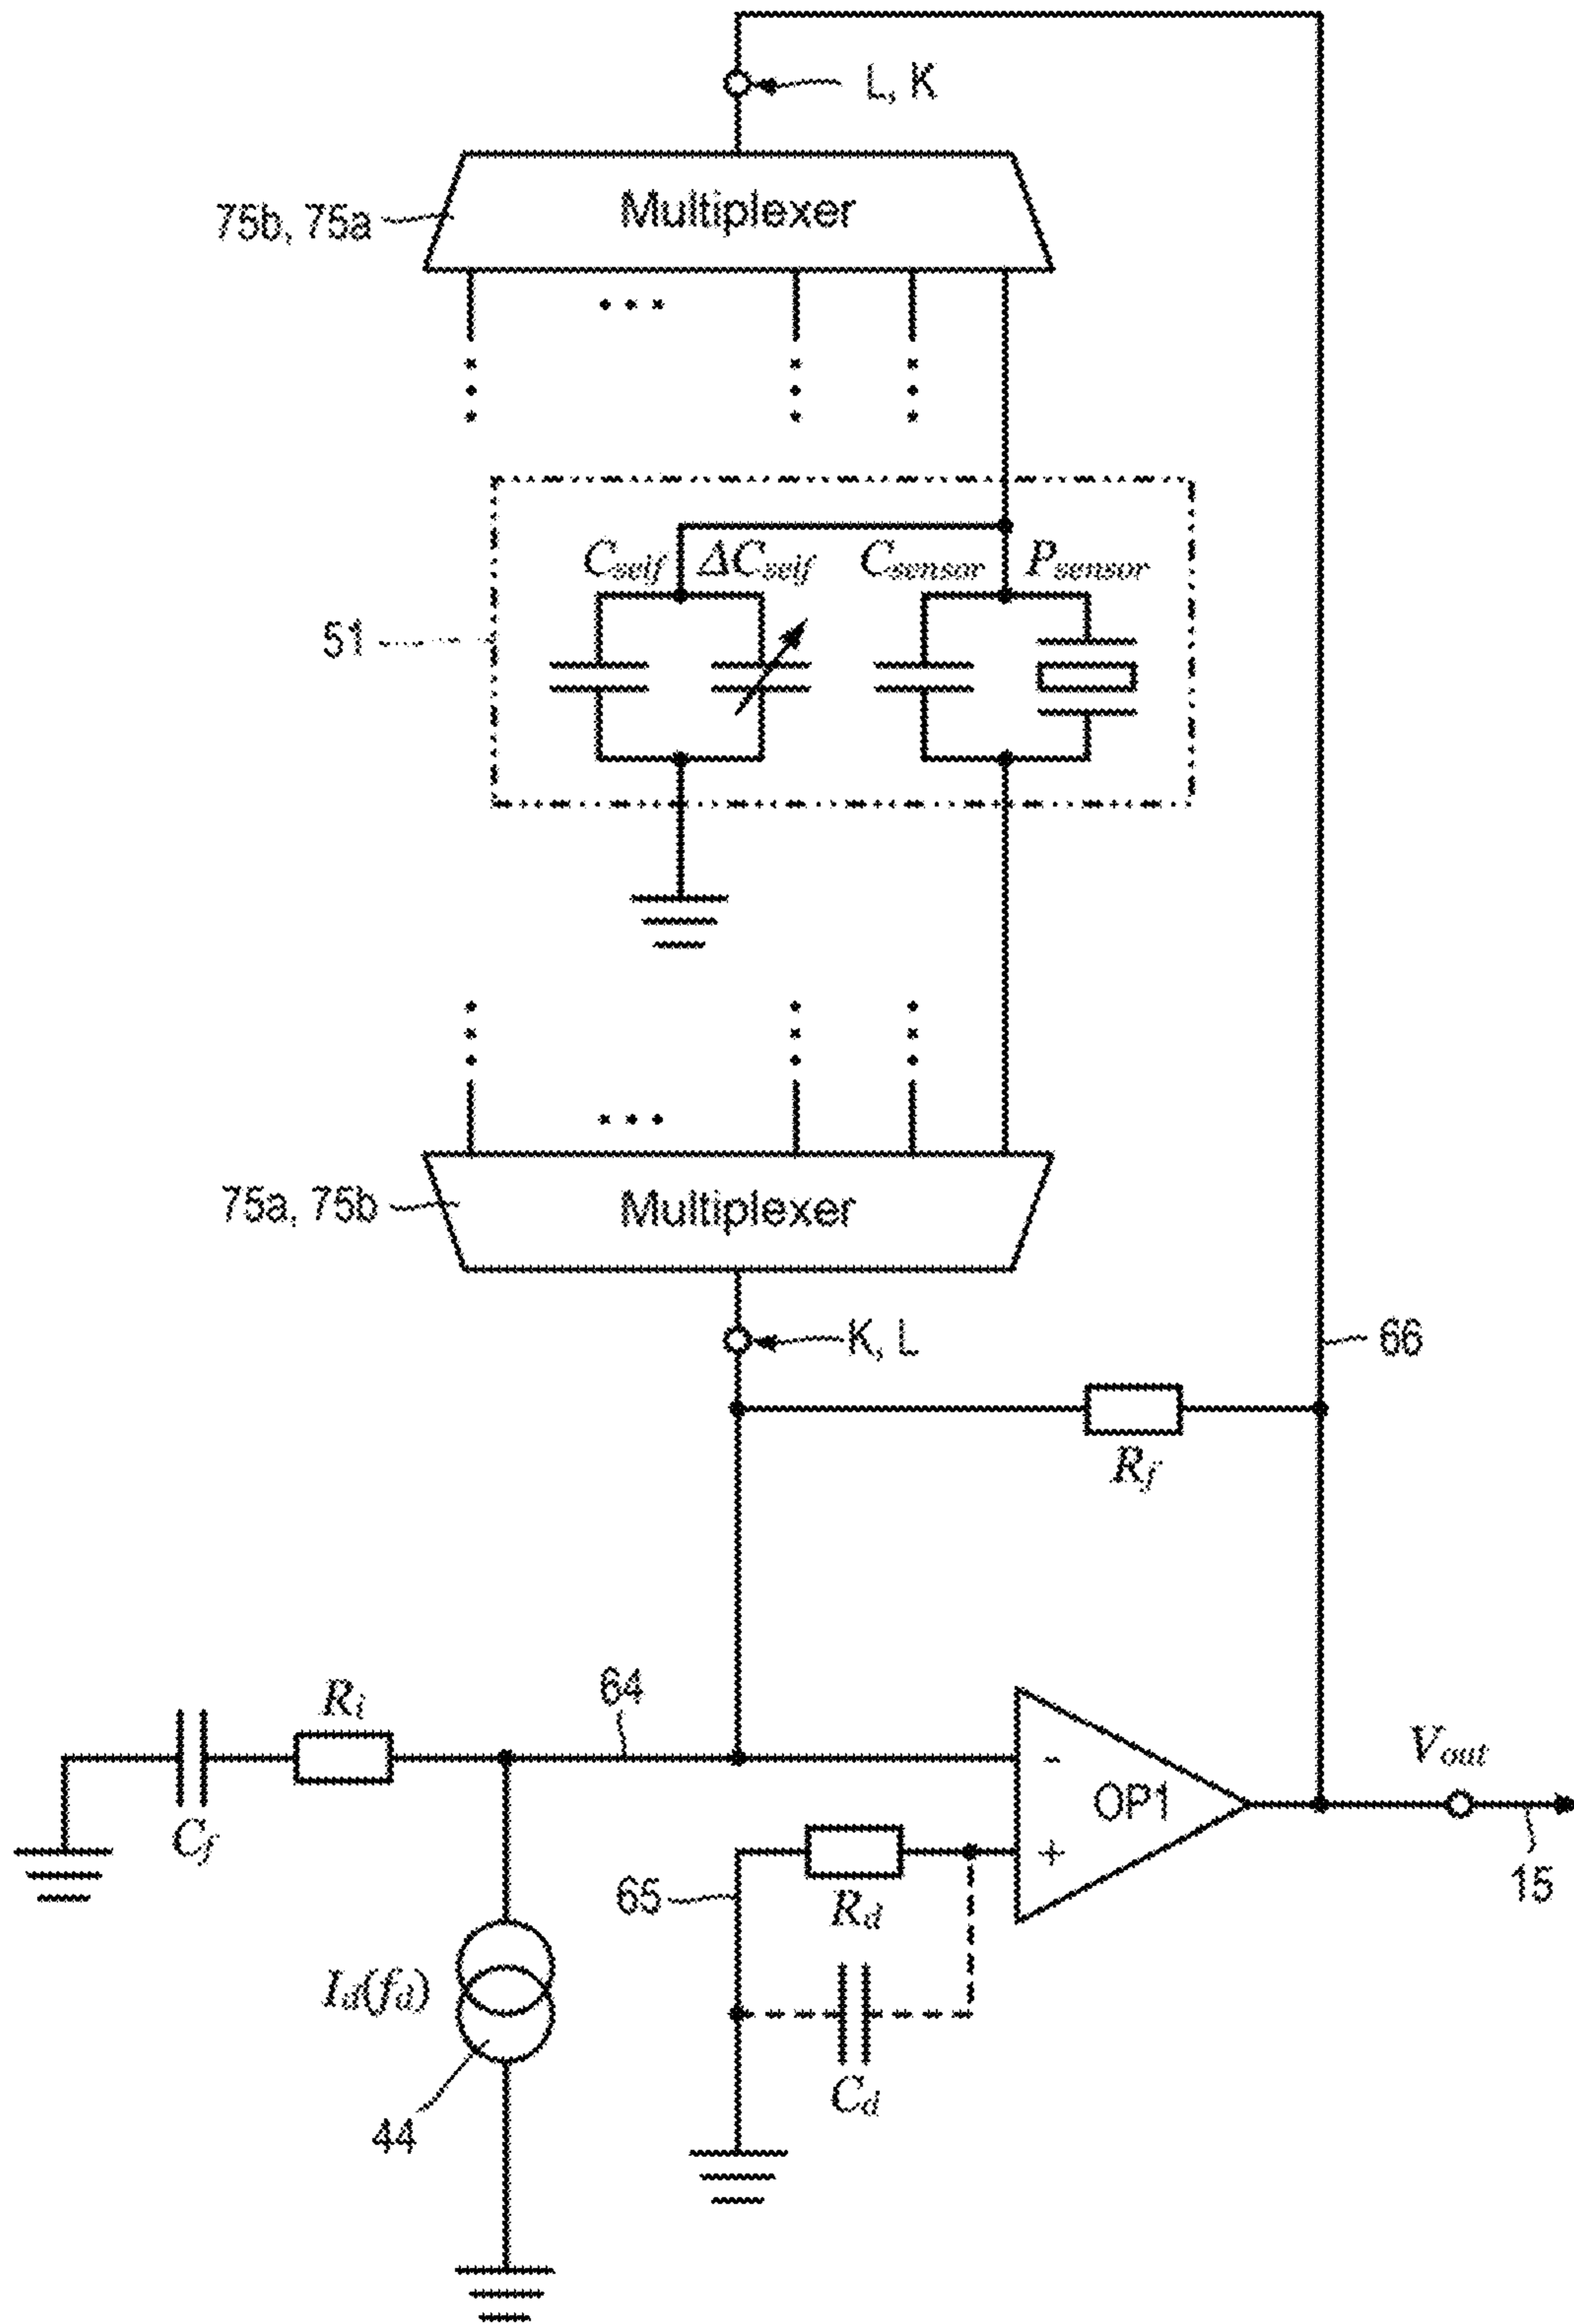 L, K
75b, 75a
Multiplexer
Cself ΔCself Csensor Psensor
51
75a, 75b
Multiplexer
K, L
66
Rf
Ri
64
Vout
Cf
-
OP1
+
65
Rd
15
Id(fd)
Cd
44